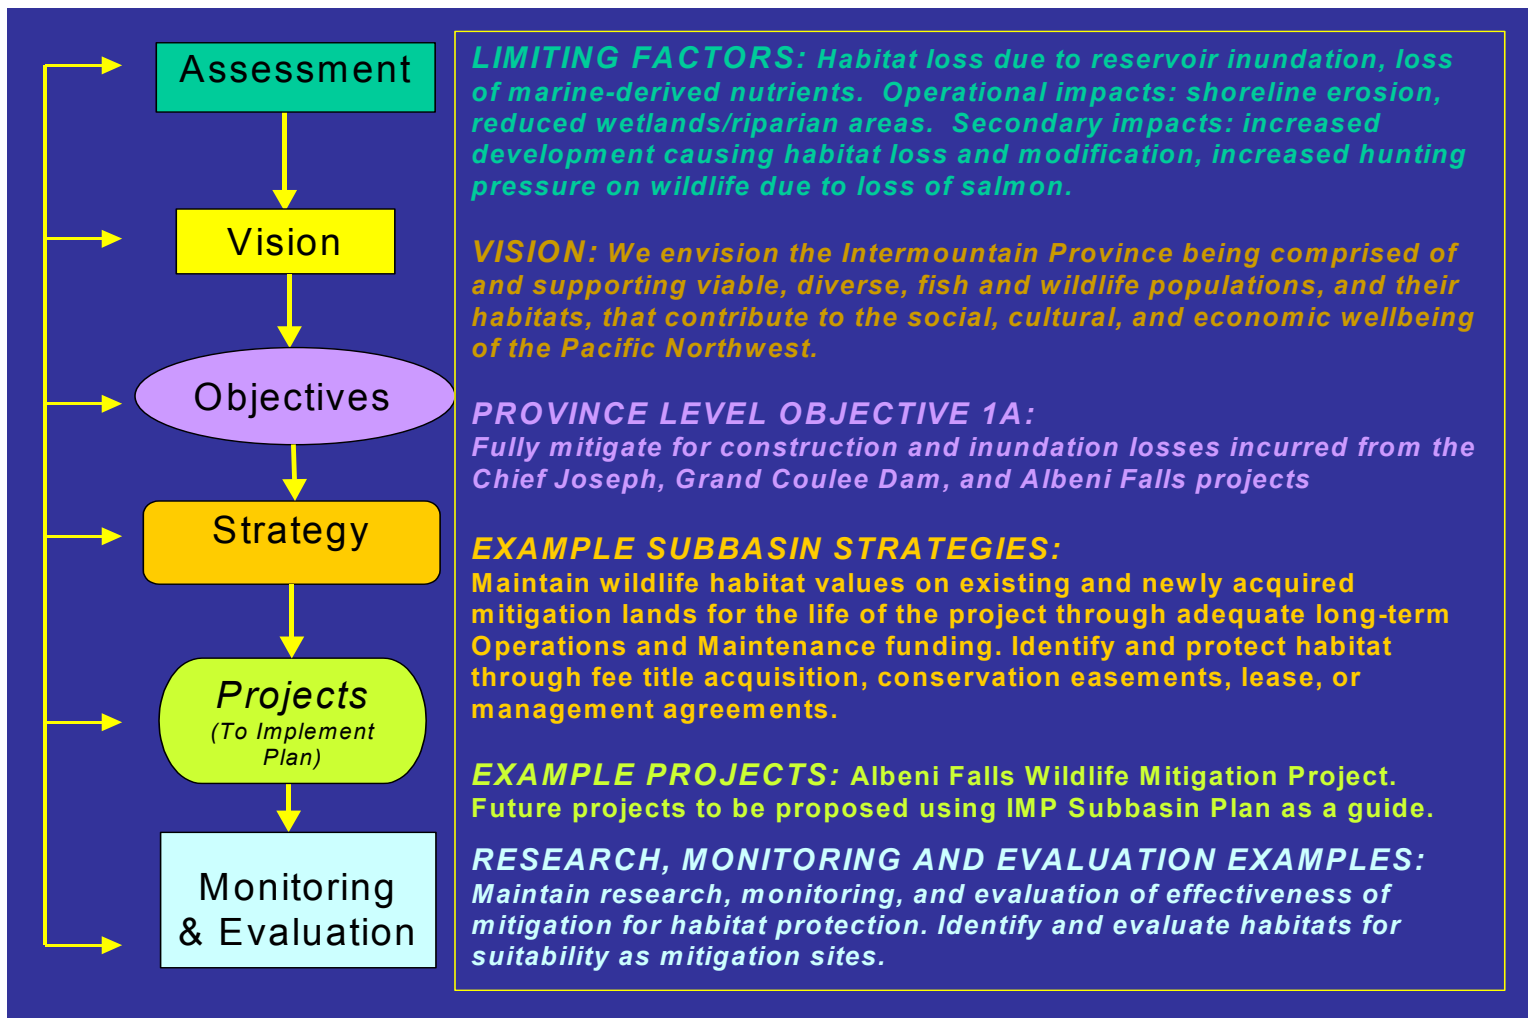 Assessment
LIMITING FACTORS: Habitat loss due to reservoir inundation, loss
of marine-derived nutrients.  Operational impacts: shoreline erosion,
reduced wetlands/riparian areas.  Secondary impacts: increased
development causing habitat loss and modification, increased hunting
pressure on wildlife due to loss of salmon.
Vision
VISION: We envision the Intermountain Province being comprised of
and supporting viable, diverse, fish and wildlife populations, and their
habitats, that contribute to the social, cultural, and economic wellbeing
of the Pacific Northwest.
Objectives
PROVINCE LEVEL OBJECTIVE 1A:
Fully mitigate for construction and inundation losses incurred from the
Chief Joseph, Grand Coulee Dam, and Albeni Falls projects
Strategy
EXAMPLE SUBBASIN STRATEGIES:
Maintain wildlife habitat values on existing and newly acquired
mitigation lands for the life of the project through adequate long-term
Operations and Maintenance funding. Identify and protect habitat
through fee title acquisition, conservation easements, lease, or
management agreements.
Projects
(To Implement
Plan)
EXAMPLE PROJECTS: Albeni Falls Wildlife Mitigation Project.
Future projects to be proposed using IMP Subbasin Plan as a guide.
Monitoring
& Evaluation
RESEARCH, MONITORING AND EVALUATION EXAMPLES:
Maintain research, monitoring, and evaluation of effectiveness of
mitigation for habitat protection. Identify and evaluate habitats for
suitability as mitigation sites.